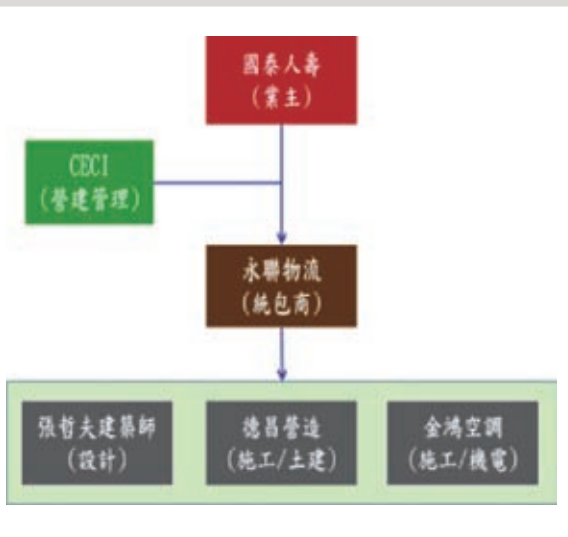 國泰人壽
(業主)
CECI
(營建管理)
永聯物流
(統包商)
張哲夫建築師
(設計)
德昌營造
(施工/土建)
金鴻空調
(施工/機電)